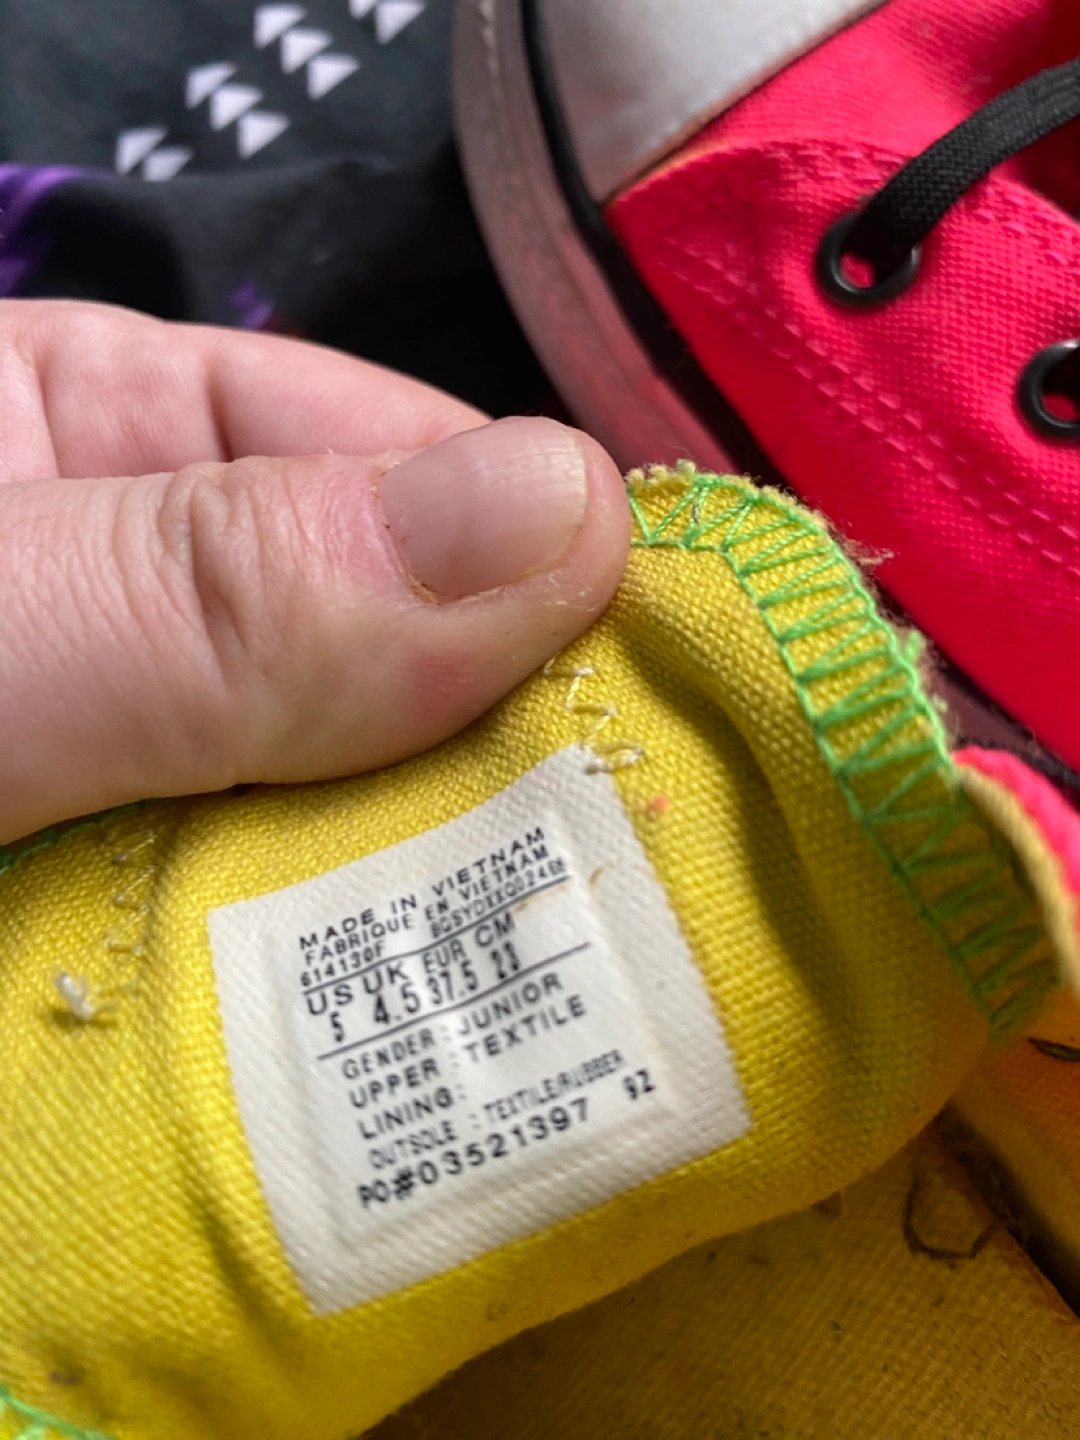 MADE IN VIETNAM
FABRIQUE EN VIETNAM
614136F
US UK EUR CM
5 4.5 37.5 23
GENDER : JUNIOR
UPPER : TEXTILE
LINING :
OUTSOLE : TEXTILE/RUBBER
PO#03521397 92